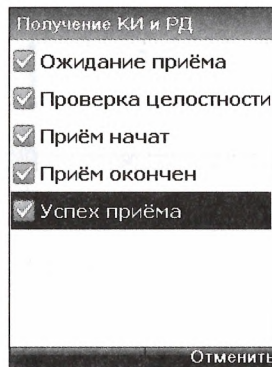 Получение КИ и РД
Ожидание приёма
Проверка целостности
Приём начат
Приём окончен
Успех приёма
Отменить